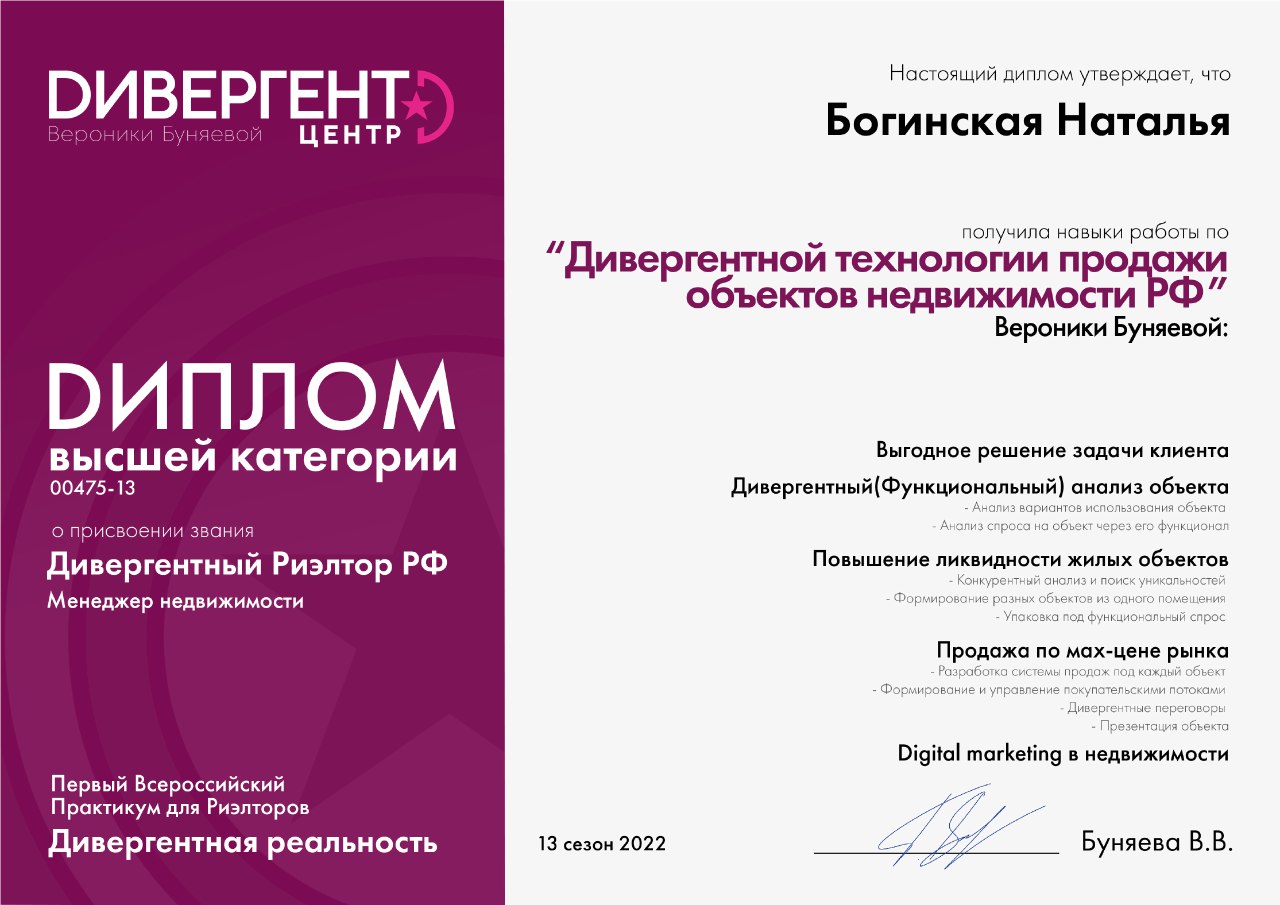 DИВЕРГЕНТ
Вероники Буняевой ЦЕНТР
DИПЛОМ
высшей категории
00475-13
о присвоении звания
Дивергентный Риэлтор РФ
Менеджер недвижимости
Первый Всероссийский
Практикум для Риэлторов
Дивергентная реальность
Настоящий диплом утверждает, что
Богинская Наталья
получила навыки работы по
“Дивергентной технологии продажи
объектов недвижимости РФ”
Вероники Буняевой:
Выгодное решение задачи клиента
Дивергентный(Функциональный) анализ объекта
- Анализ вариантов использования объекта
- Анализ спроса на объект через его функционал
Повышение ликвидности жилых объектов
- Конкурентный анализ и поиск уникальностей
- Формирование разных объектов из одного помещения
- Упаковка под функциональный спрос
Продажа по мах-цене рынка
- Разработка системы продаж под каждый объект
- Формирование и управление покупательскими потоками
- Дивергентные переговоры
- Презентация объекта
Digital marketing в недвижимости
13 сезон 2022
Буняева В.В.